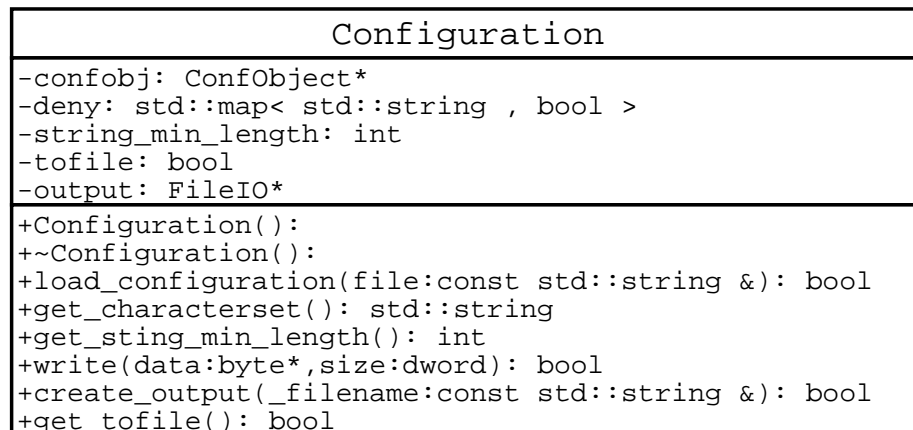 Configuration
-confobj: ConfObject*
-deny: std::map< std::string , bool >
-string_min_length: int
-tofile: bool
-output: FileIO*
+Configuration():
+~Configuration():
+load_configuration(file:const std::string &): bool
+get_characterset(): std::string
+get_sting_min_length(): int
+write(data:byte*,size:dword): bool
+create_output(_filename:const std::string &): bool
+get_tofile(): bool